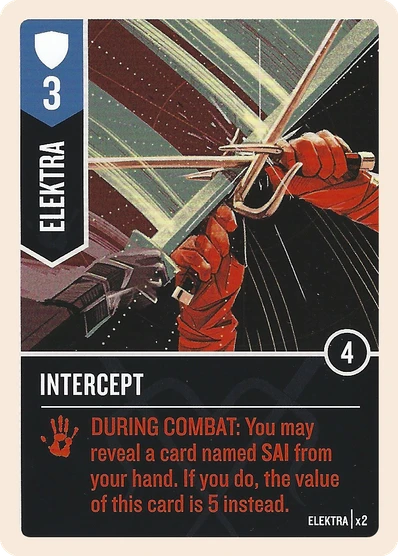 3
ELEKTRA
4
INTERCEPT
DURING COMBAT: You may
reveal a card named SAI from
your hand. If you do, the value
of this card is 5 instead.
ELEKTRA|x2